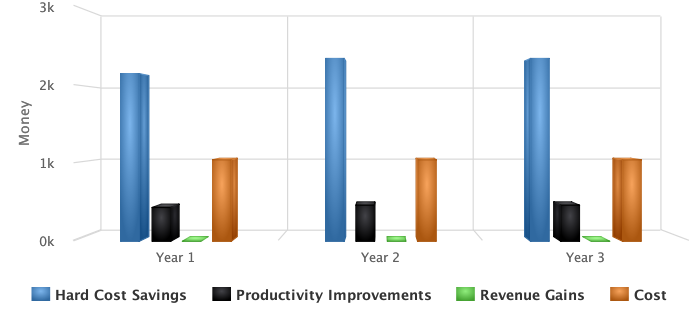 3k
2k
Money
1k
0k
Year 1 Year 2 Year 3
Hard Cost Savings Productivity Improvements Revenue Gains Cost